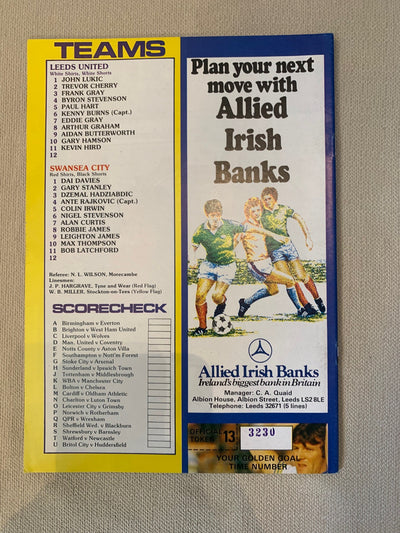 TEAMS
LEEDS UNITED
White Shirts, White Shorts
1 JOHN LUKIC
2 TREVOR CHERRY
3 FRANK GRAY
4 BYRON STEVENSON
5 PAUL HART
6 KENNY BURNS (Capt.)
7 EDDIE GRAY
8 ARTHUR GRAHAM
9 AIDAN BUTTERWORTH
10 GARY HAMSON
11 KEVIN HIRD
12
SWANSEA CITY
Red Shirts, Black Shorts
1 DAI DAVIES
2 GARY STANLEY
3 DZEMAL HADZIABDIC
4 ANTE RAJKOVIC (Capt.)
5 COLIN IRWIN
6 NIGEL STEVENSON
7 ALAN CURTIS
8 ROBBIE JAMES
9 LEIGHTON JAMES
10 MAX THOMPSON
11 BOB LATCHFORD
12
Referee: N. L. WILSON, Morecambe
Linesmen:
J. P. HARGRAVE, Tyne and Wear (Red Flag)
W. B. MILLER, Stockton-on-Tees (Yellow Flag)
SCORECHECK
A Birmingham v Everton
B Brighton v West Ham United
C Liverpool v Wolves
D Man. United v Coventry
E Notts County v Aston Villa
F Southampton v Nott'm Forest
G Stoke City v Arsenal
H Sunderland v Ipswich Town
J Tottenham v Middlesbrough
K WBA v Manchester City
L Bolton v Chelsea
M Cardiff v Oldham Athletic
N Charlton v Luton Town
O Leicester City v Grimsby
P Norwich v Rotherham
Q QPR v Wrexham
R Sheffield Wed. v Blackburn
S Shrewsbury v Barnsley
T Watford v Newcastle
U Bristol City v Huddersfield
Plan your next
move with
Allied
Irish
Banks
Allied Irish Banks
Ireland's biggest bank in Britain
Manager: C. A. Quaid
Albion House, Albion Street, Leeds LS2 8LE
Telephone: Leeds 32671 (5 lines)
OFFICIAL
TOKEN 13 3230
YOUR GOLDEN GOAL
TIME NUMBER